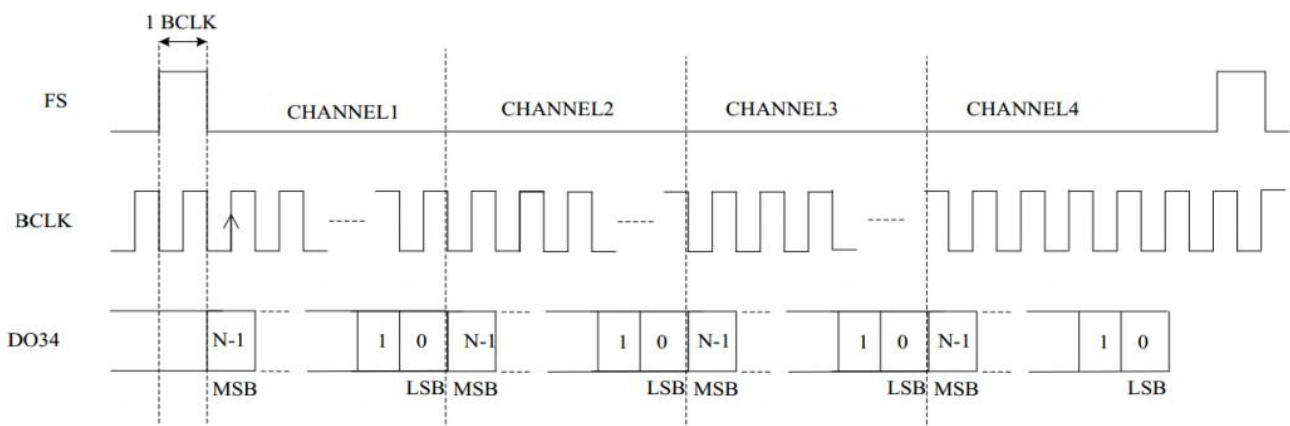 1 BCLK
FS
CHANNEL1 CHANNEL2 CHANNEL3 CHANNEL4
BCLK
DO34
N-1 1 0 N-1 1 0 N-1 1 0 N-1 1 0
MSB LSB MSB LSB MSB LSB MSB LSB